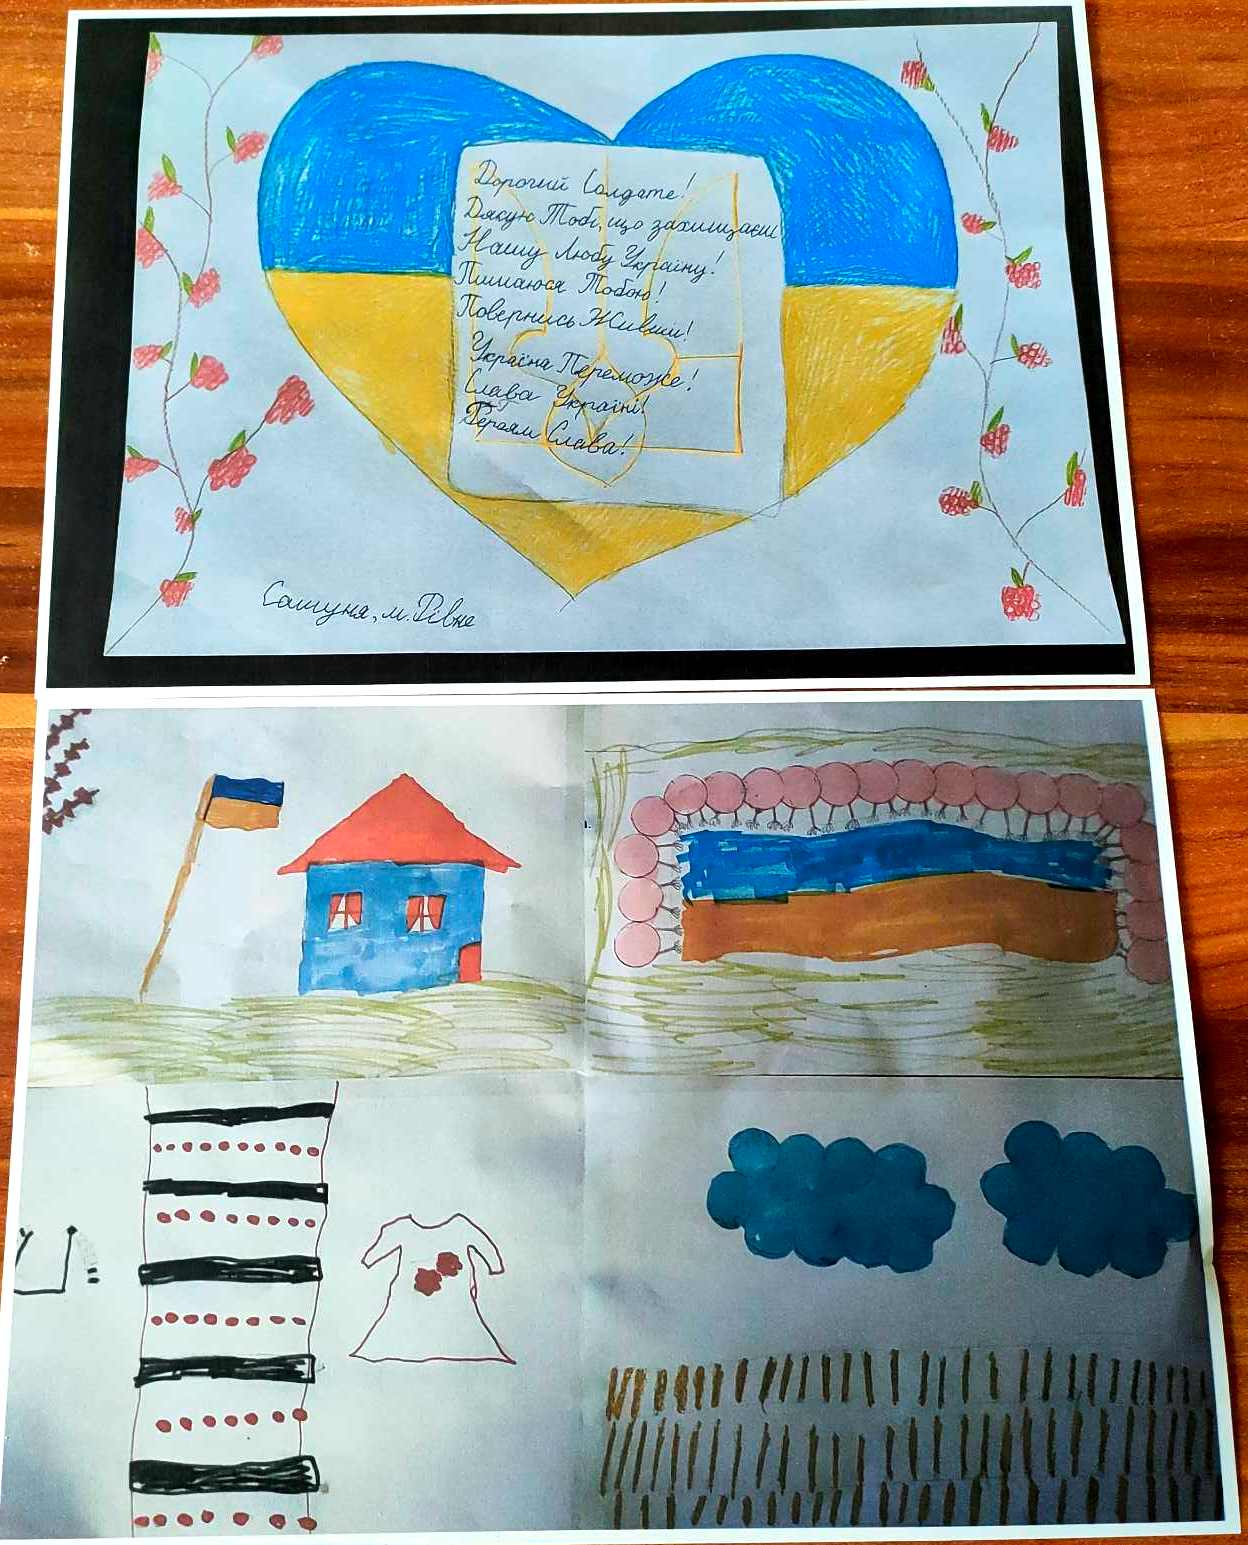 Дорогий Солдате!
Дякую Тобі, що захищаєш
Нашу Любу Україну!
Пишаюся Тобою!
Повернись Живим!
Україна Переможе!
Слава Україні!
Героям Слава!
Сашуня, м. Рівне